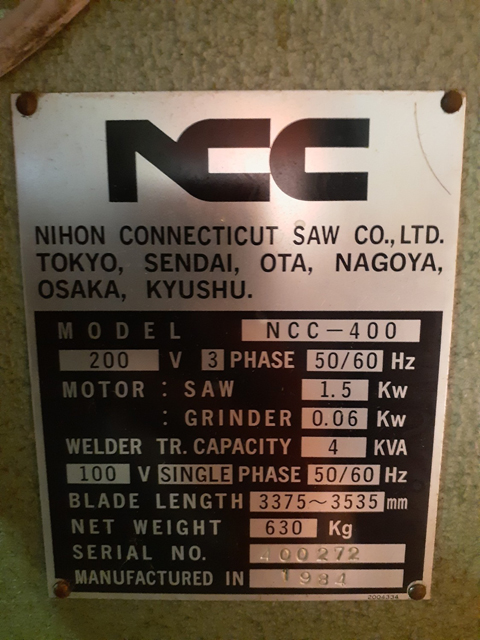 NCC
NIHON CONNECTICUT SAW CO., LTD.
TOKYO, SENDAI, OTA, NAGOYA,
OSAKA, KYUSHU.
MODEL NCC-400
200 V 3 PHASE 50/60 Hz
MOTOR : SAW 1.5 Kw
: GRINDER 0.06 Kw
WELDER TR. CAPACITY 4 KVA
100 V SINGLE PHASE 50/60 Hz
BLADE LENGTH 3375~3535 mm
NET WEIGHT 630 Kg
SERIAL NO. 400272
MANUFACTURED IN 1984
2006334